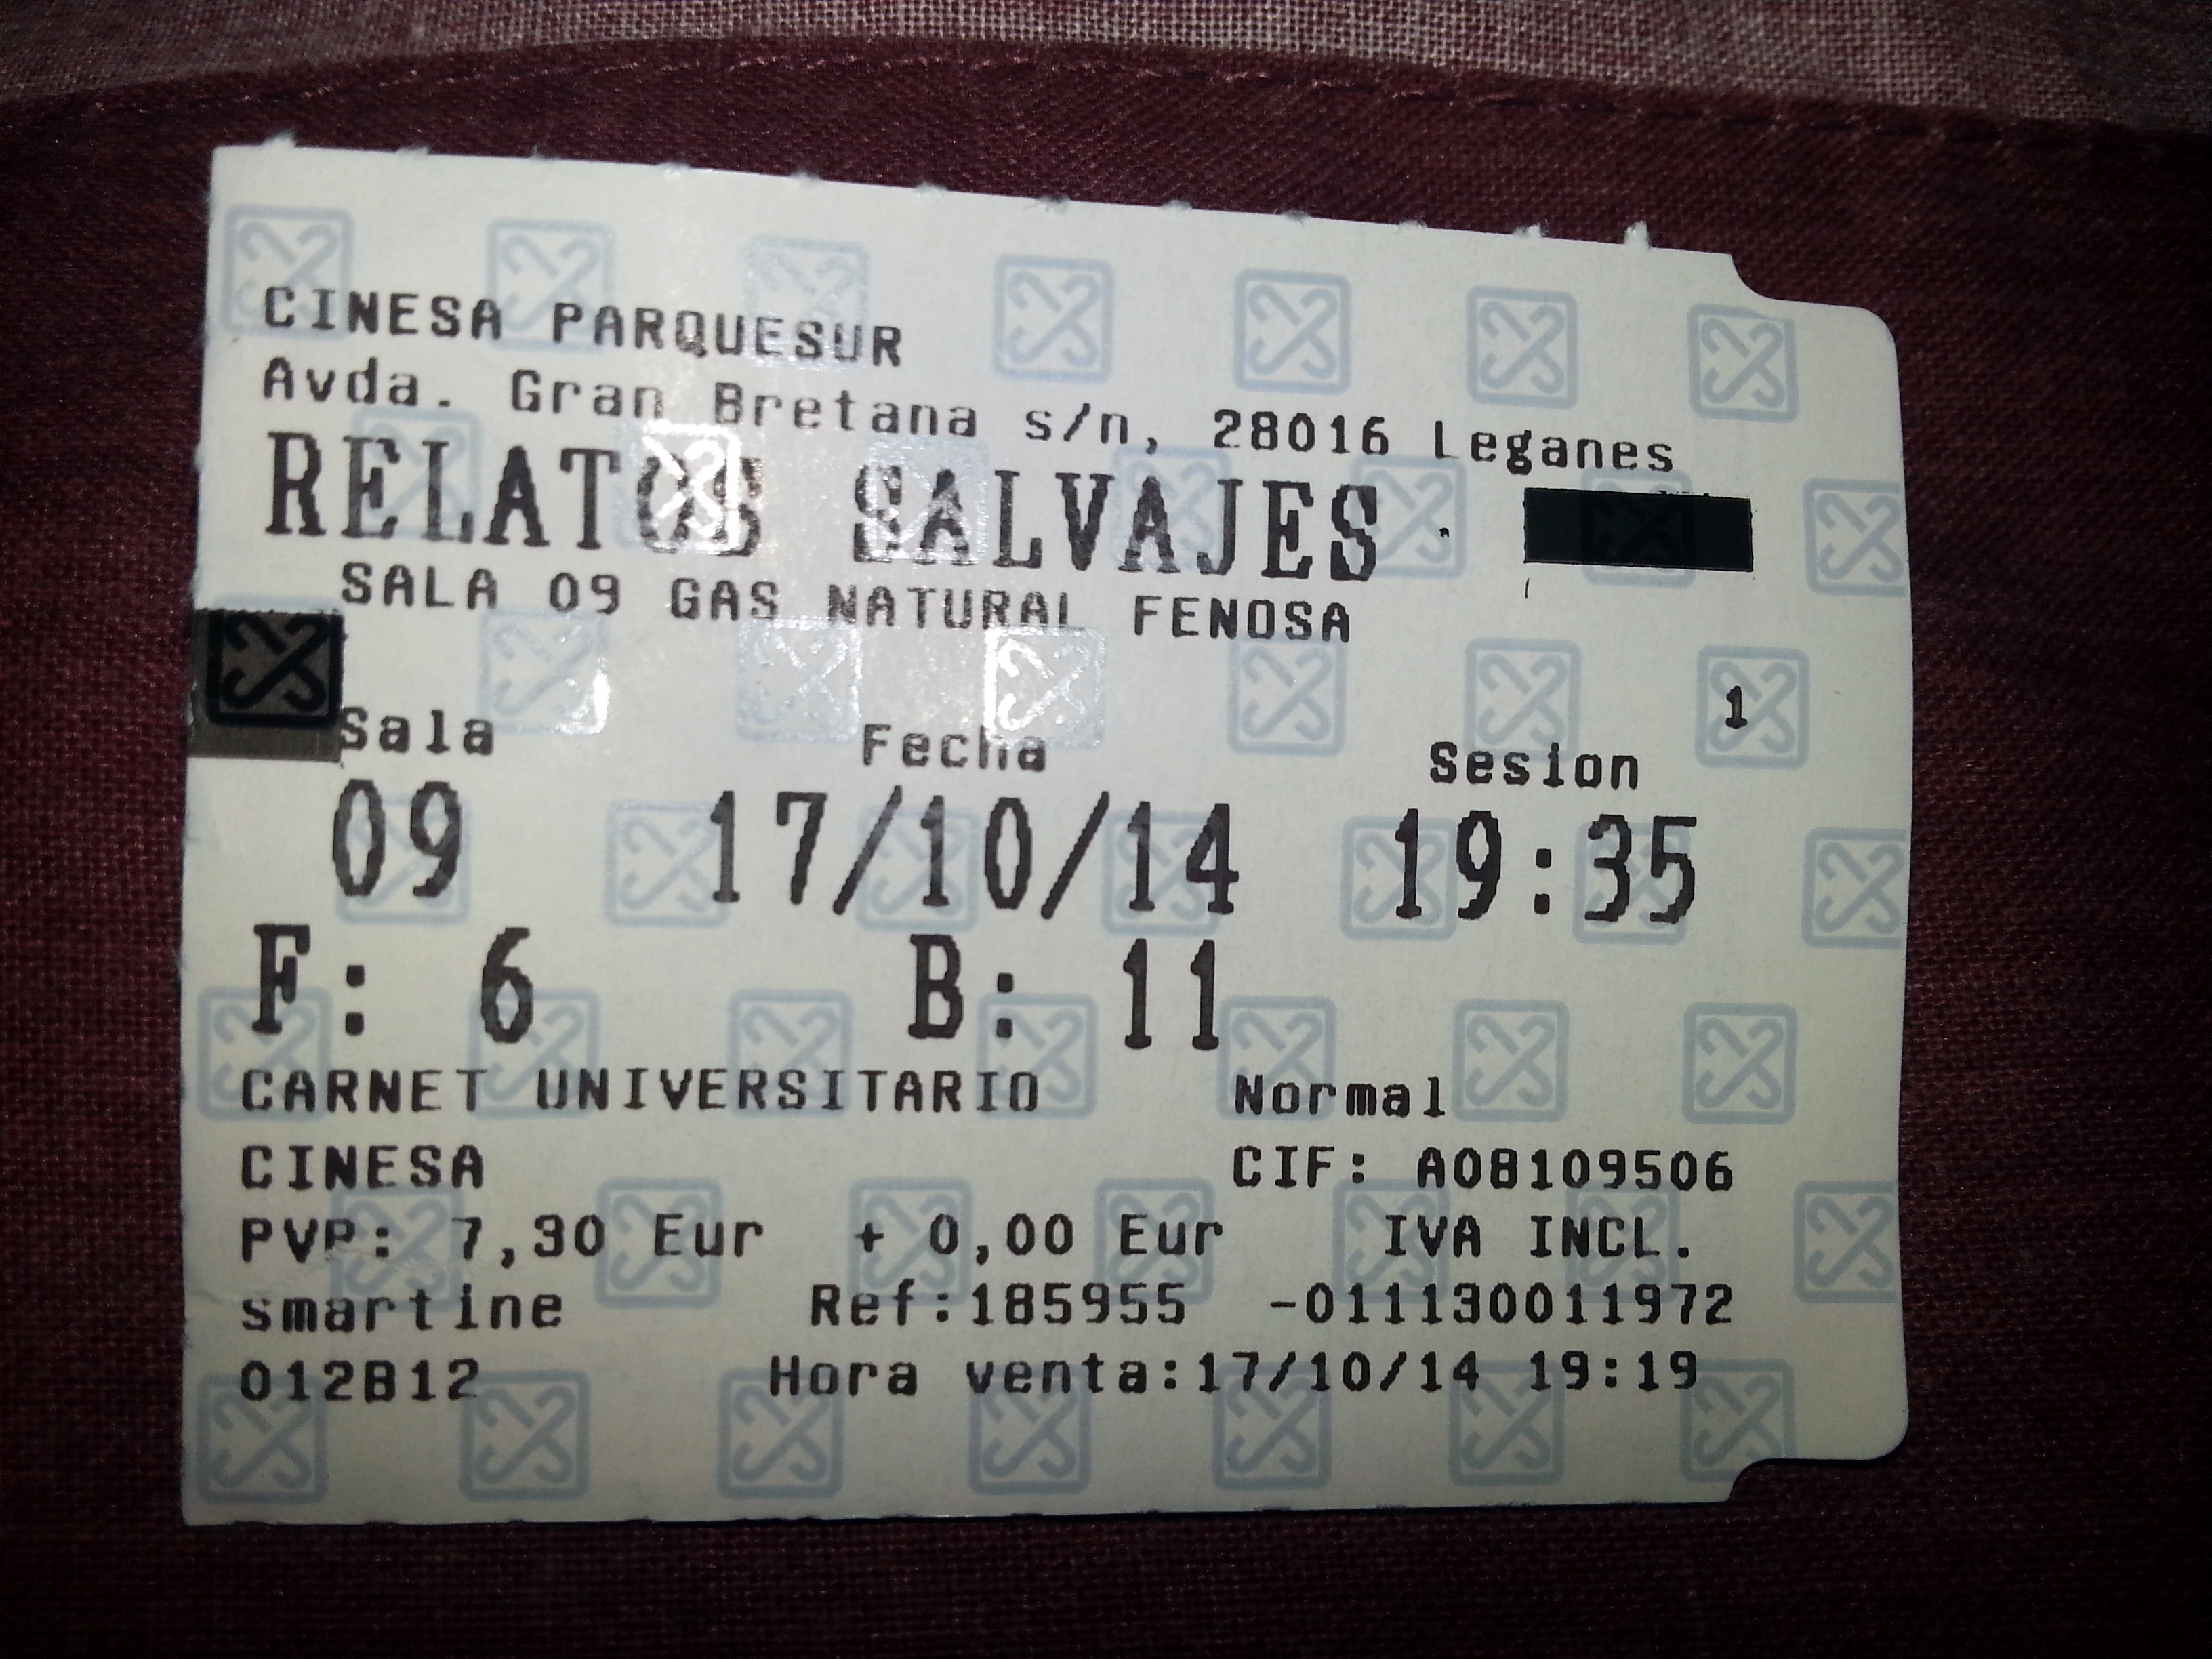 CINESA PARQUESUR
Avda. Gran Bretana s/n, 28016 Leganes
RELATOS SALVAJES
SALA 09 GAS NATURAL FENOSA
1
Sala Fecha Sesion
09 17/10/14 19:35
F: 6 B: 11
CARNET UNIVERSITARIO Normal
CINESA CIF: A08109506
PVP: 7,30 Eur + 0,00 Eur IVA INCL.
smartine Ref:185955 -011130011972
012B12 Hora venta:17/10/14 19:19